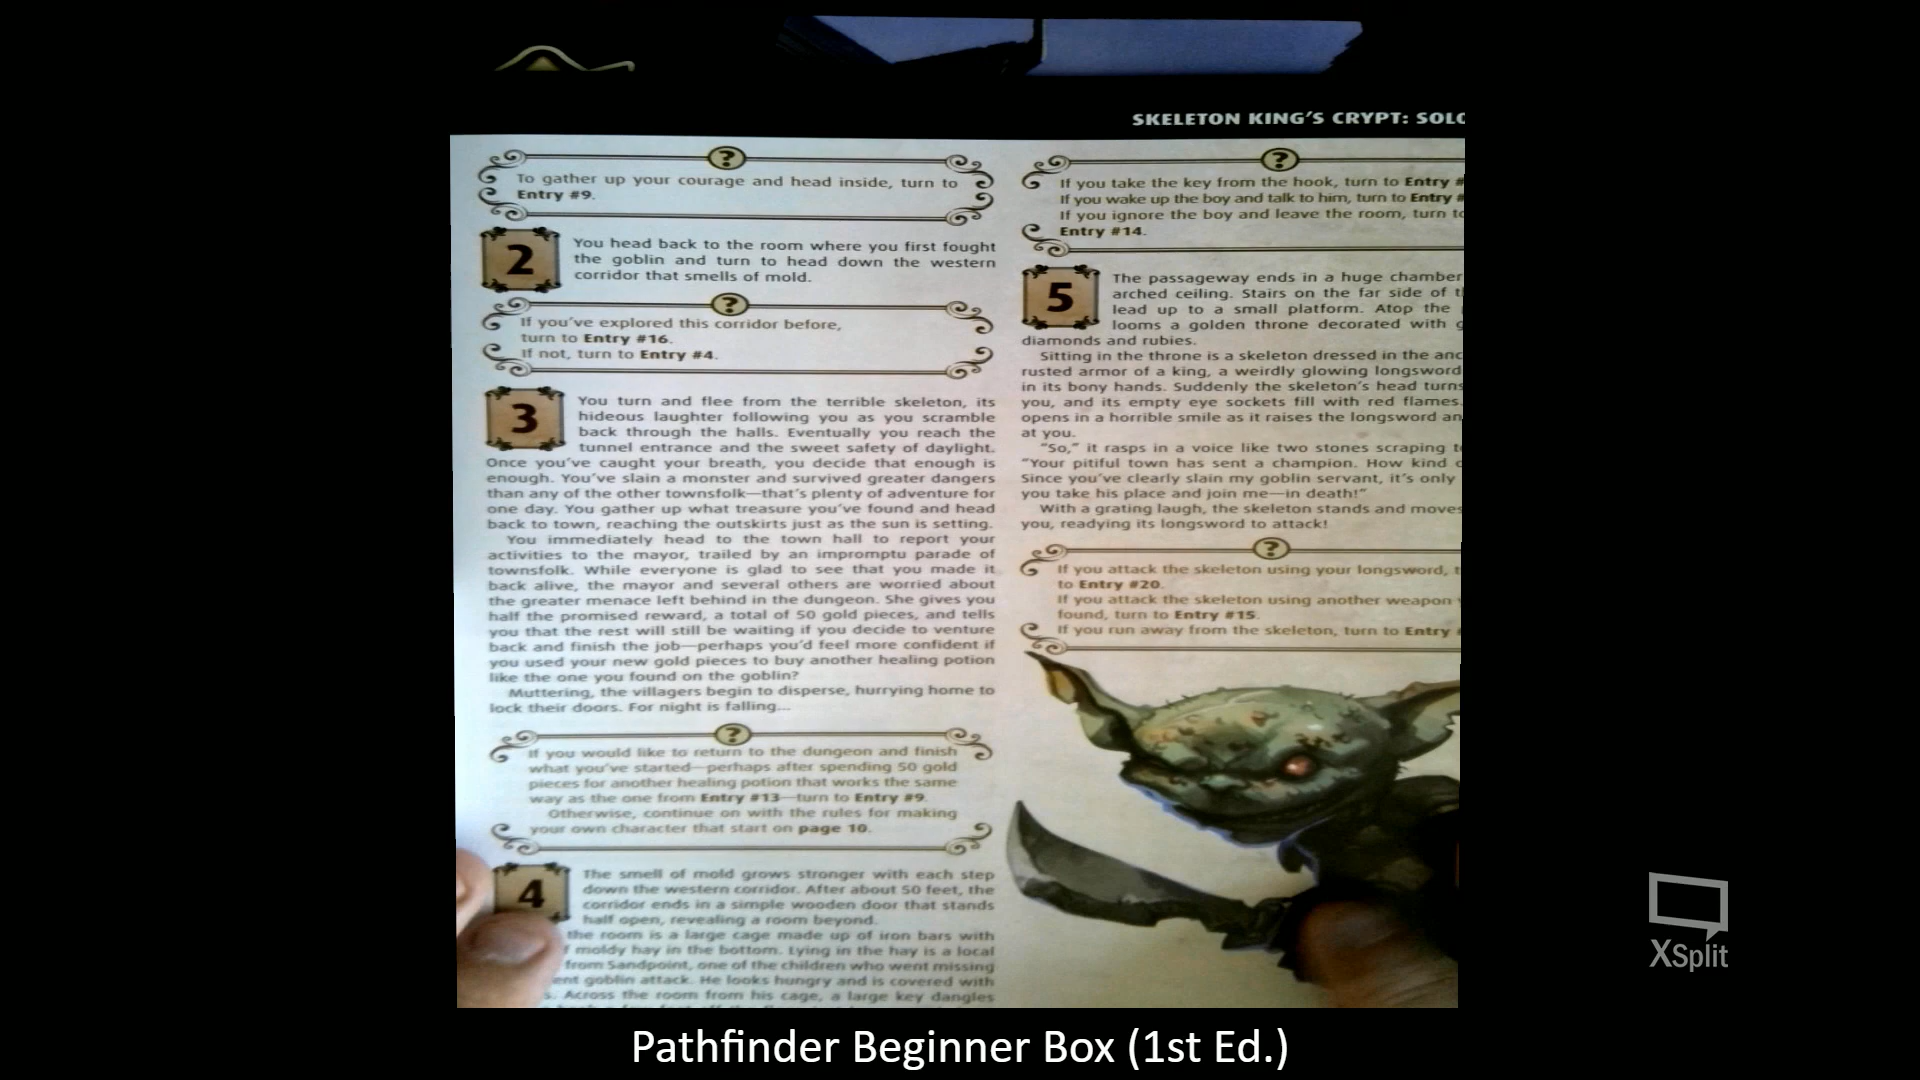 SKELETON KING'S CRYPT: SOLO
?
To gather up your courage and head inside, turn to
Entry #9.
2
You head back to the room where you first fought
the goblin and turn to head down the western
corridor that smells of mold.
?
If you've explored this corridor before,
turn to Entry #16.
If not, turn to Entry #4.
3
You turn and flee from the terrible skeleton, its
hideous laughter following you as you scramble
back through the halls. Eventually you reach the
tunnel entrance and the sweet safety of daylight.
Once you've caught your breath, you decide that enough is
enough. You've slain a monster and survived greater dangers
than any of the other townsfolk—that's plenty of adventure for
one day. You gather up what treasure you've found and head
back to town, reaching the outskirts just as the sun is setting.
You immediately head to the town hall to report your
activities to the mayor, trailed by an impromptu parade of
townsfolk. While everyone is glad to see that you made it
back alive, the mayor and several others are worried about
the greater menace left behind in the dungeon. She gives you
half the promised reward, a total of 50 gold pieces, and tells
you that the rest will still be waiting if you decide to venture
back and finish the job—perhaps you'd feel more confident if
you used your new gold pieces to buy another healing potion
like the one you found on the goblin?
Muttering, the villagers begin to disperse, hurrying home to
lock their doors. For night is falling...
?
If you would like to return to the dungeon and finish
what you've started—perhaps after spending 50 gold
pieces for another healing potion that works the same
way as the one from Entry #13—turn to Entry #9.
Otherwise, continue on with the rules for making
your own character that start on page 10.
4
The smell of mold grows stronger with each step
down the western corridor. After about 50 feet, the
corridor ends in a simple wooden door that stands
half open, revealing a room beyond.
the room is a large cage made up of iron bars with
moldy hay in the bottom. Lying in the hay is a local
from Sandpoint, one of the children who went missing
goblin attack. He looks hungry and is covered with
Across the room from his cage, a large key dangles
?
If you take the key from the hook, turn to Entry #
If you wake up the boy and talk to him, turn to Entry #
If you ignore the boy and leave the room, turn to
Entry #14.
5
The passageway ends in a huge chamber
arched ceiling. Stairs on the far side of
lead up to a small platform. Atop the
looms a golden throne decorated with
diamonds and rubies.
Sitting in the throne is a skeleton dressed in the
rusted armor of a king, a weirdly glowing longsword
in its bony hands. Suddenly the skeleton's head turns
you, and its empty eye sockets fill with red flames.
opens in a horrible smile as it raises the longsword
at you.
"So," it rasps in a voice like two stones scraping
"Your pitiful town has sent a champion. How kind
Since you've clearly slain my goblin servant, it's only
you take his place and join me—in death!"
With a grating laugh, the skeleton stands and moves
you, readying its longsword to attack!
?
If you attack the skeleton using your longsword,
to Entry #20.
If you attack the skeleton using another weapon
found, turn to Entry #15.
If you run away from the skeleton, turn to Entry
XSplit
Pathfinder Beginner Box (1st Ed.)